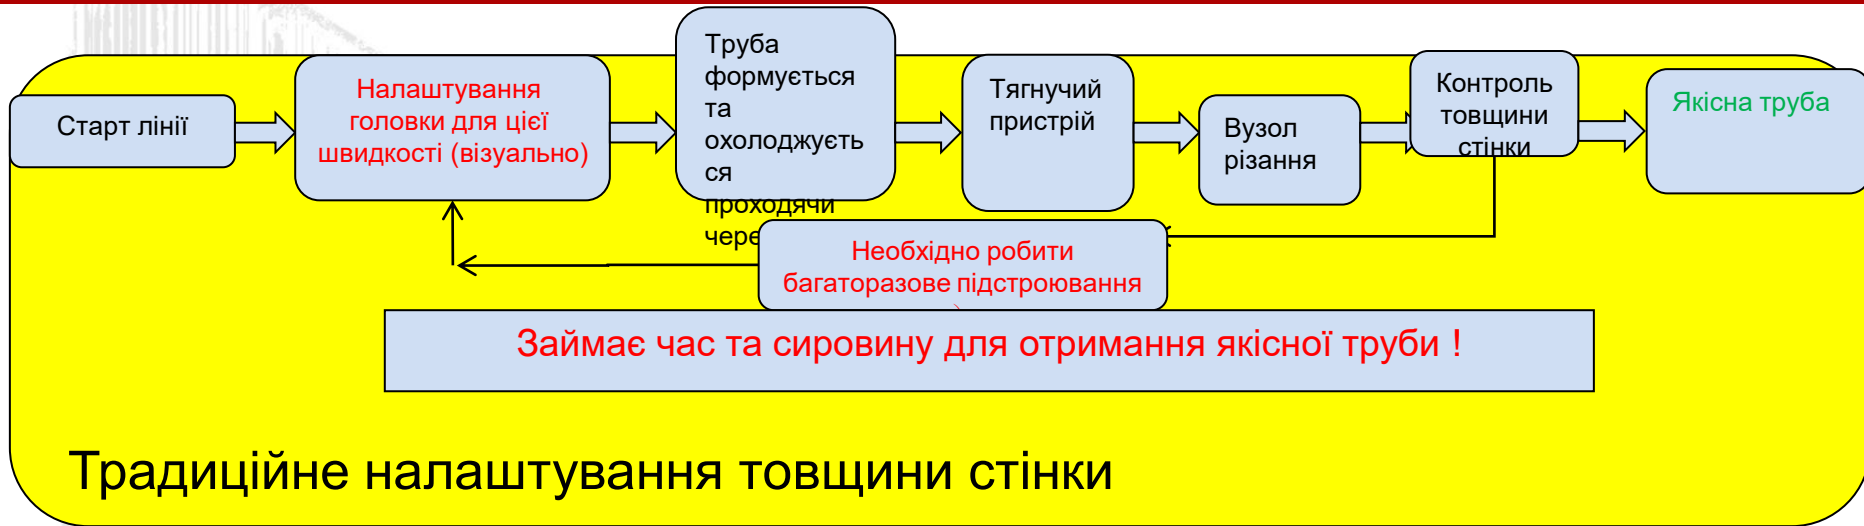 Старт лінії
Налаштування
головки для цієї
швидкості (візуально)
Труба
формується
та
охолоджуєть
ся
проходячи
чере
Тягнучий
пристрій
Вузол
різання
Контроль
товщини
стінки
Якісна труба
Необхідно робити
багаторазове підстроювання
Займає час та сировину для отримання якісної труби !
Традиційне налаштування товщини стінки